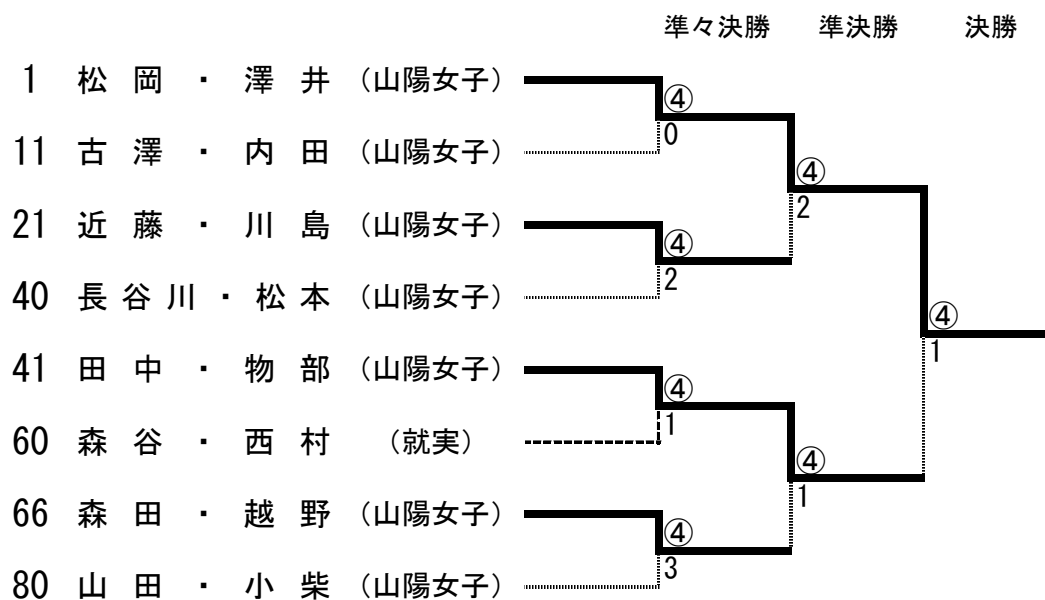 準々決勝 準決勝 決勝
1 松岡・澤井 (山陽女子)
④
0
11 古澤・内田 (山陽女子)
④
2
21 近藤・川島 (山陽女子)
④
2
40 長谷川・松本 (山陽女子)
④
1
41 田中・物部 (山陽女子)
④
1
60 森谷・西村 (就実)
④
1
66 森田・越野 (山陽女子)
④
3
80 山田・小柴 (山陽女子)